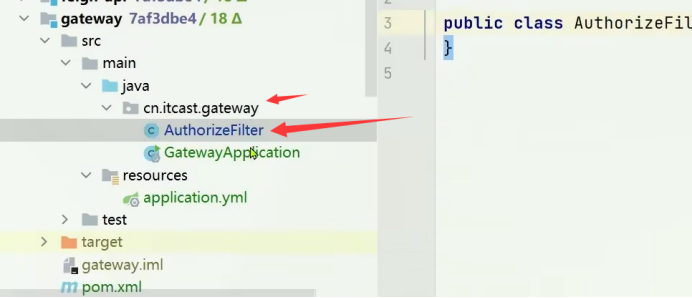 gateway 7af3dbe4 / 18 Δ
src
main
java
cn.itcast.gateway
AuthorizeFilter
GatewayApplication
resources
application.yml
test
target
gateway.iml
pom.xml
3 public class AuthorizeFil
4 }
5